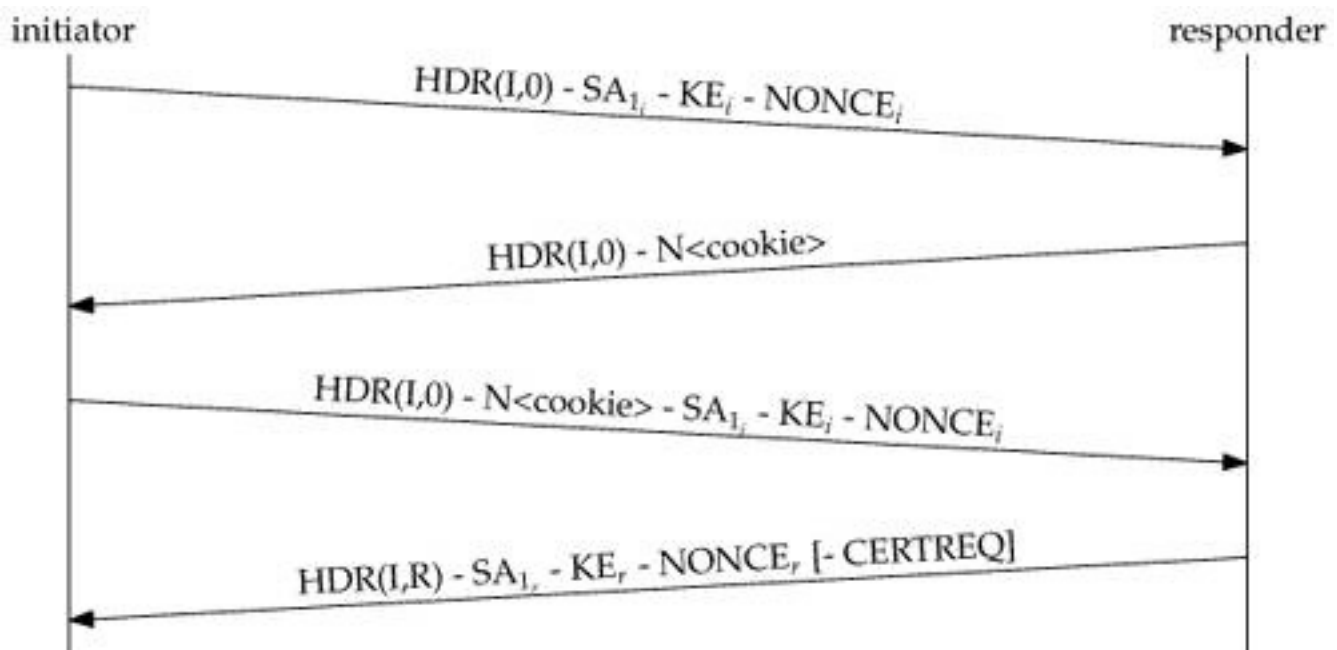 initiator responder
HDR(I,0) - SA₁ᵢ - KEᵢ - NONCEᵢ
HDR(I,0) - N<cookie>
HDR(I,0) - N<cookie> - SA₁ᵢ - KEᵢ - NONCEᵢ
HDR(I,R) - SA₁ᵣ - KEᵣ - NONCEᵣ [- CERTREQ]